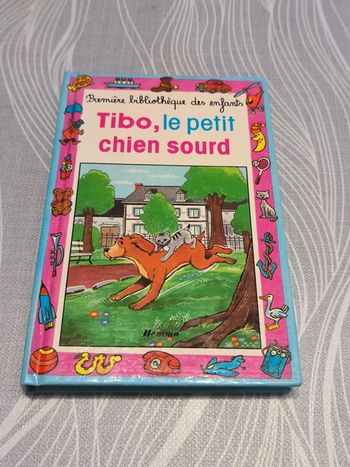 Première bibliothèque des enfants
Tibo, le petit
chien sourd
Hemma